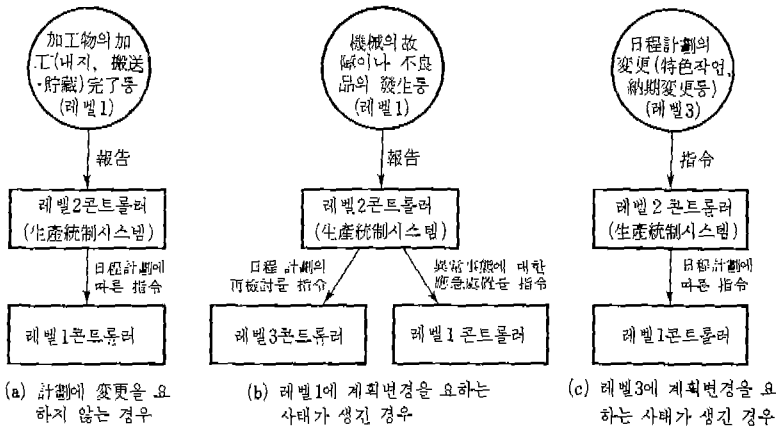 加工物의 加
工(내지, 搬送
·貯藏)完了등
(레벨1)
報告
레벨2콘트롤러
(生産統制시스템)
日程計劃에
따른 指令
레벨1콘트롤러
(a) 計劃에 變更을 요
하지 않는 경우
機械의 故
障이나 不良
品의 發生등
(레벨1)
報告
레벨2콘트롤러
(生産統制시스템)
日程 計劃의
再檢討를 指令
異常事態에 대한
應急處置를 指令
레벨3콘트롤러
레벨1콘트롤러
(b) 레벨1에 계획변경을 요하는
사태가 생긴 경우
日程計劃의
變更(特色작업,
納期變更등)
(레벨3)
指令
레벨2콘트롤러
(生産統制시스템)
日程計劃에
따른 指令
레벨1콘트롤러
(c) 레벨3에 계획변경을 요
하는 사태가 생긴 경우